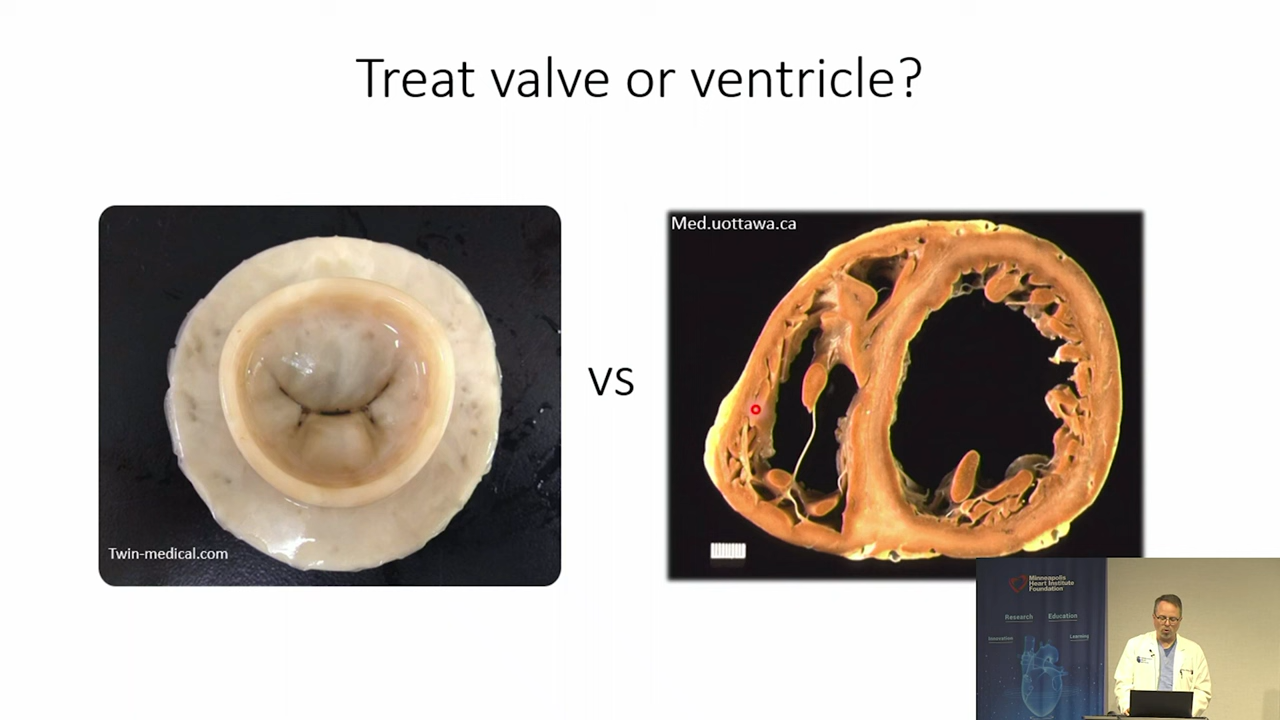 Treat valve or ventricle?
Med.uottawa.ca
vs
Twin-medical.com
Minneapolis
Heart Institute
Foundation
Research Education
Innovation Learning